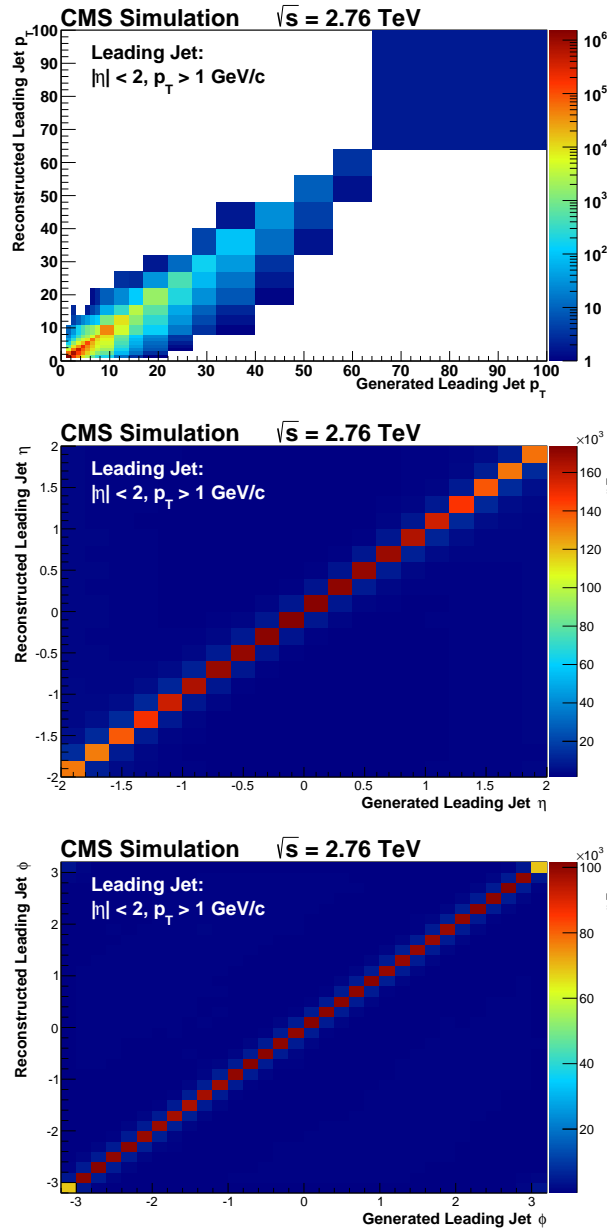 CMS Simulation √s = 2.76 TeV
Leading Jet:
|η| < 2, p_T > 1 GeV/c
Reconstructed Leading Jet p_T
100
90
80
70
60
50
40
30
20
10
0
0 10 20 30 40 50 60 70 80 90 100
Generated Leading Jet p_T
10^6
10^5
10^4
10^3
10^2
10
1
CMS Simulation √s = 2.76 TeV
Leading Jet:
|η| < 2, p_T > 1 GeV/c
Reconstructed Leading Jet η
2
1.5
1
0.5
0
-0.5
-1
-1.5
-2
-2 -1.5 -1 -0.5 0 0.5 1 1.5 2
Generated Leading Jet η
×10^3
160
140
120
100
80
60
40
20
CMS Simulation √s = 2.76 TeV
Leading Jet:
|η| < 2, p_T > 1 GeV/c
Reconstructed Leading Jet φ
3
2
1
0
-1
-2
-3
-3 -2 -1 0 1 2 3
Generated Leading Jet φ
×10^3
100
80
60
40
20